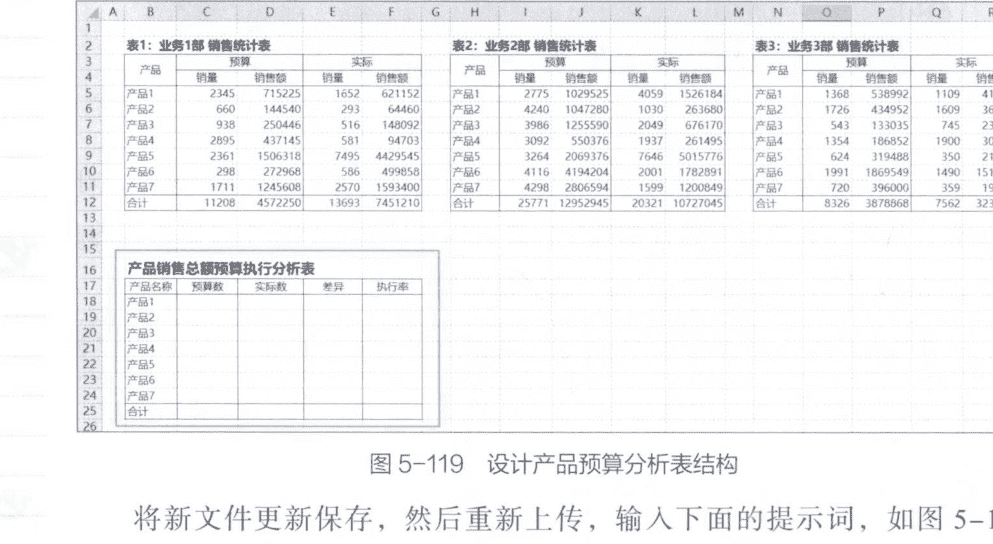 A B C D E F G H I J K L M N O P Q R
1
2 表1：业务1部 销售统计表 表2：业务2部 销售统计表 表3：业务3部 销售统计表
3 产品 预算 实际 产品 预算 实际 产品 预算 实际
4 销量 销售额 销量 销售额 销量 销售额 销量 销售额 销量 销售额 销量 销售
5 产品1 2345 715225 1652 621152 产品1 2775 1029525 4059 1526184 产品1 1368 538992 1109 41
6 产品2 660 144540 293 64460 产品2 4240 1047280 1030 263680 产品2 1726 434952 1609 36
7 产品3 938 250446 516 148092 产品3 3986 1255590 2049 676170 产品3 543 133035 745 23
8 产品4 2895 437145 581 94703 产品4 3092 550376 1937 261495 产品4 1354 186852 1900 30
9 产品5 2361 1506318 7495 4429545 产品5 3264 2069376 7646 5015776 产品5 624 319488 350 21
10 产品6 298 272968 586 499858 产品6 4116 4194204 2001 1782891 产品6 1991 1869549 1490 151
11 产品7 1711 1245608 2570 1593400 产品7 4298 2806594 1599 1200849 产品7 720 396000 359 19
12 合计 11208 4572250 13693 7451210 合计 25771 12952945 20321 10727045 合计 8326 3878868 7562 323
13
14
15
16 产品销售总额预算执行分析表
17 产品名称 预算数 实际数 差异 执行率
18 产品1
19 产品2
20 产品3
21 产品4
22 产品5
23 产品6
24 产品7
25 合计
26
图 5-119 设计产品预算分析表结构
将新文件更新保存，然后重新上传，输入下面的提示词，如图 5-1